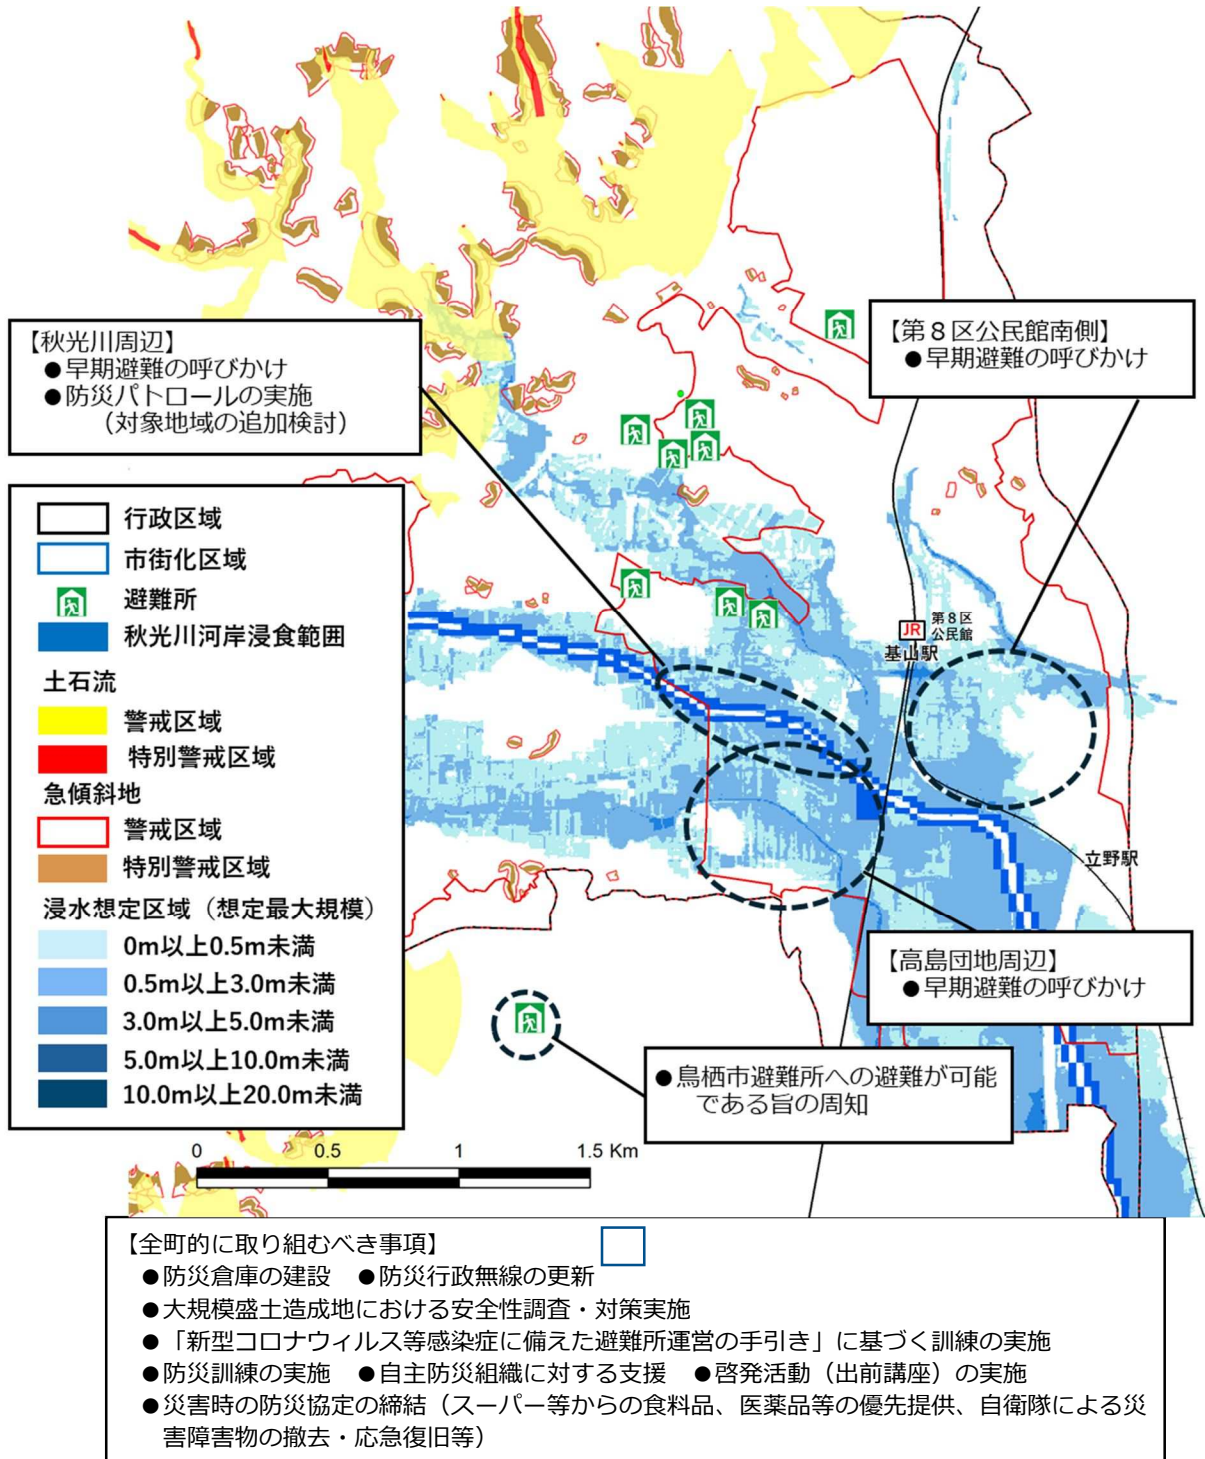 【秋光川周辺】
●早期避難の呼びかけ
●防災パトロールの実施
（対象地域の追加検討）
【第８区公民館南側】
●早期避難の呼びかけ
行政区域
市街化区域
避難所
秋光川河岸浸食範囲
土石流
警戒区域
特別警戒区域
急傾斜地
警戒区域
特別警戒区域
浸水想定区域（想定最大規模）
0m以上0.5m未満
0.5m以上3.0m未満
3.0m以上5.0m未満
5.0m以上10.0m未満
10.0m以上20.0m未満
JR
第８区
公民館
基山駅
立野駅
【高島団地周辺】
●早期避難の呼びかけ
●鳥栖市避難所への避難が可能
である旨の周知
0 0.5 1 1.5 Km
【全町的に取り組むべき事項】
●防災倉庫の建設 ●防災行政無線の更新
●大規模盛土造成地における安全性調査・対策実施
●「新型コロナウィルス等感染症に備えた避難所運営の手引き」に基づく訓練の実施
●防災訓練の実施 ●自主防災組織に対する支援 ●啓発活動（出前講座）の実施
●災害時の防災協定の締結（スーパー等からの食料品、医薬品等の優先提供、自衛隊による災
害障害物の撤去・応急復旧等）